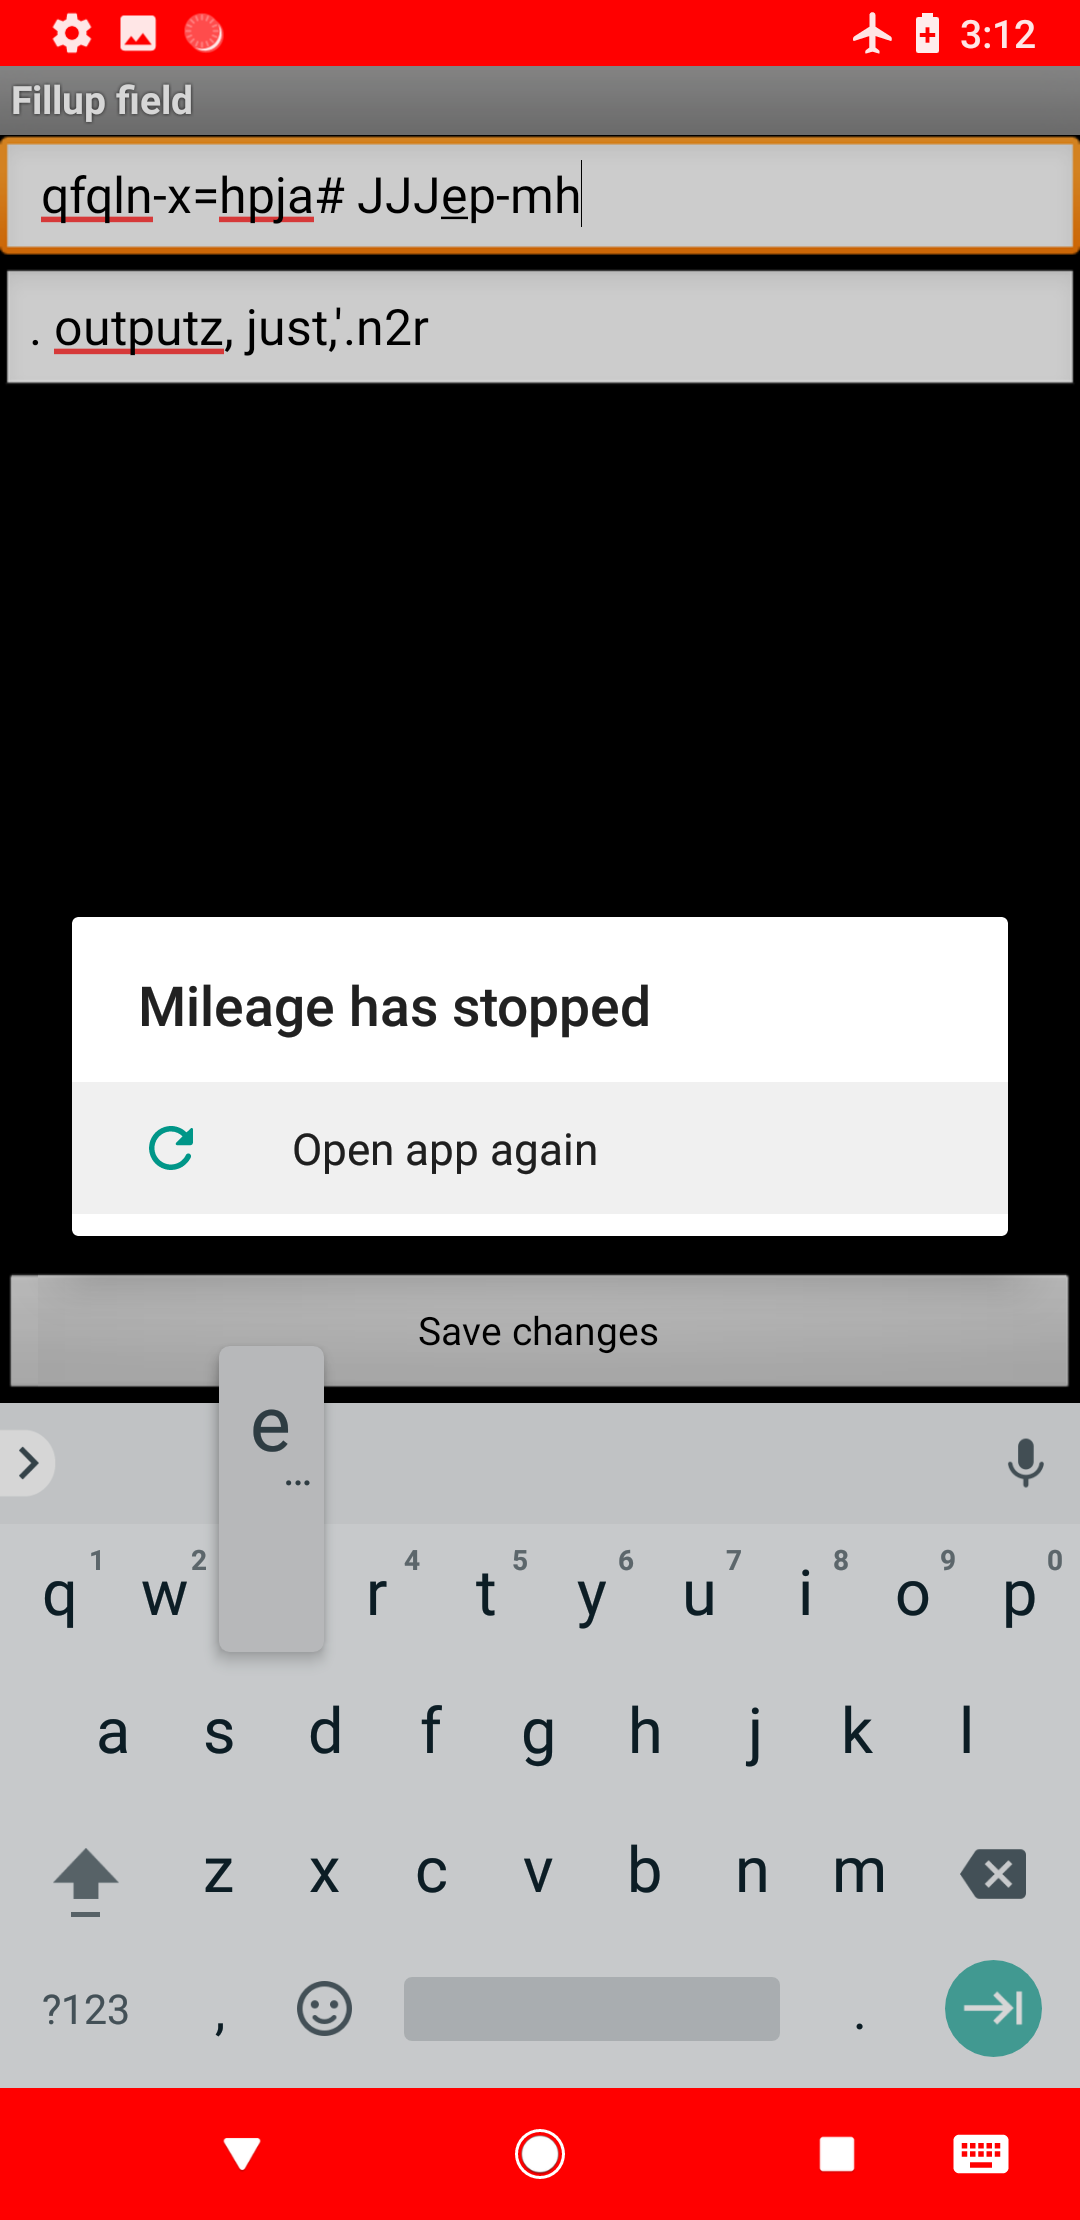 3:12
Fillup field
qfqln-x=hpja# JJJep-mh
. outputz, just,'.n2r
Mileage has stopped
Open app again
Save changes
e
...
1 2 4 5 6 7 8 9 0
q w r t y u i o p
a s d f g h j k l
z x c v b n m
?123 , .